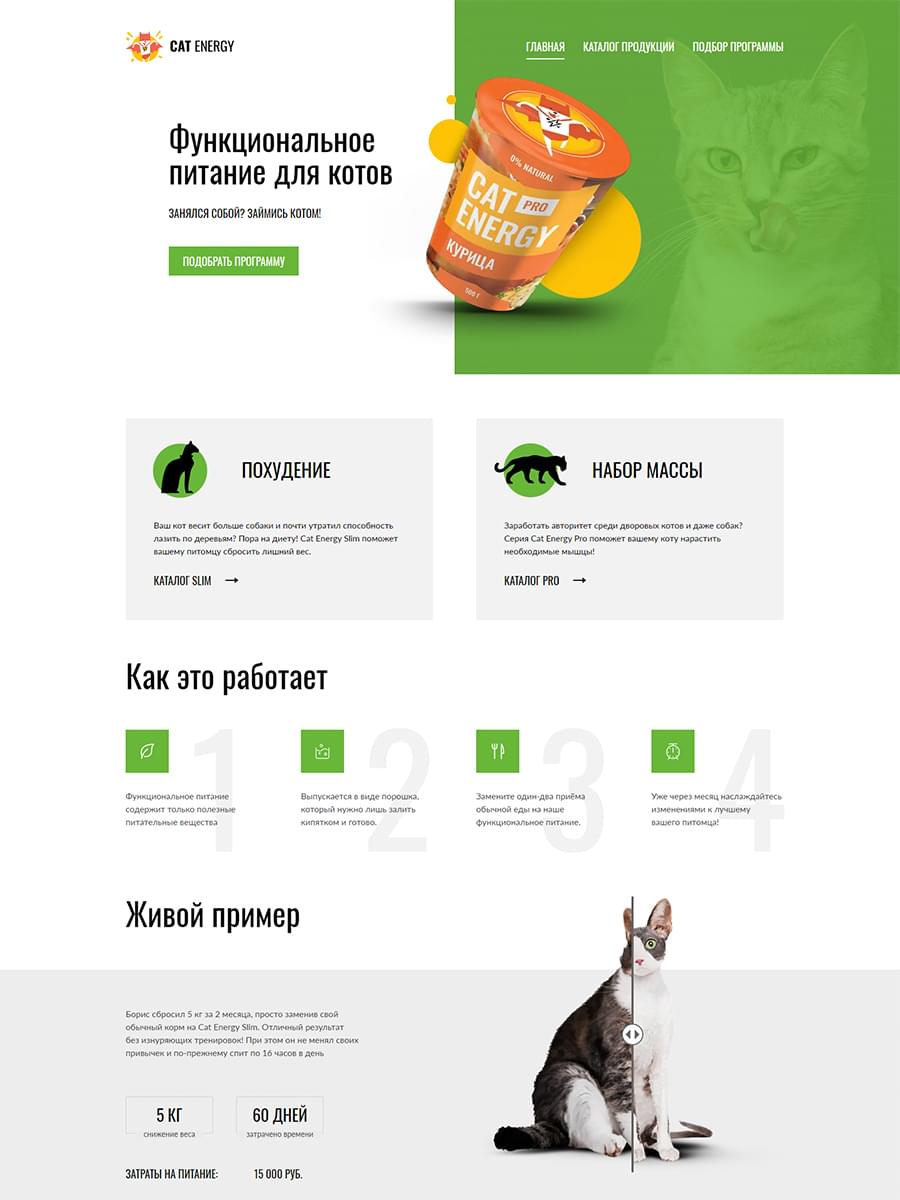 CAT ENERGY
ГЛАВНАЯ КАТАЛОГ ПРОДУКЦИИ ПОДБОР ПРОГРАММЫ
Функциональное
питание для котов
ЗАНЯЛСЯ СОБОЙ? ЗАЙМИСЬ КОТОМ!
ПОДОБРАТЬ ПРОГРАММУ
0% NATURAL
CAT PRO
ENERGY
КУРИЦА
500 Г
ПОХУДЕНИЕ
Ваш кот весит больше собаки и почти утратил способность
лазить по деревьям? Пора на диету! Cat Energy Slim поможет
вашему питомцу сбросить лишний вес.
КАТАЛОГ SLIM
НАБОР МАССЫ
Заработать авторитет среди дворовых котов и даже собак?
Серия Cat Energy Pro поможет вашему коту нарастить
необходимые мышцы!
КАТАЛОГ PRO
Как это работает
1
Функциональное питание
содержит только полезные
питательные вещества
2
Выпускается в виде порошка,
который нужно лишь залить
кипятком и готово.
3
Замените один-два приёма
обычной еды на наше
функциональное питание.
4
Уже через месяц наслаждайтесь
изменениями к лучшему
вашего питомца!
Живой пример
Борис сбросил 5 кг за 2 месяца, просто заменив свой
обычный корм на Cat Energy Slim. Отличный результат
без изнуряющих тренировок! При этом он не менял своих
привычек и по-прежнему спит по 16 часов в день
5 КГ
снижение веса
60 ДНЕЙ
затрачено времени
ЗАТРАТЫ НА ПИТАНИЕ: 15 000 РУБ.